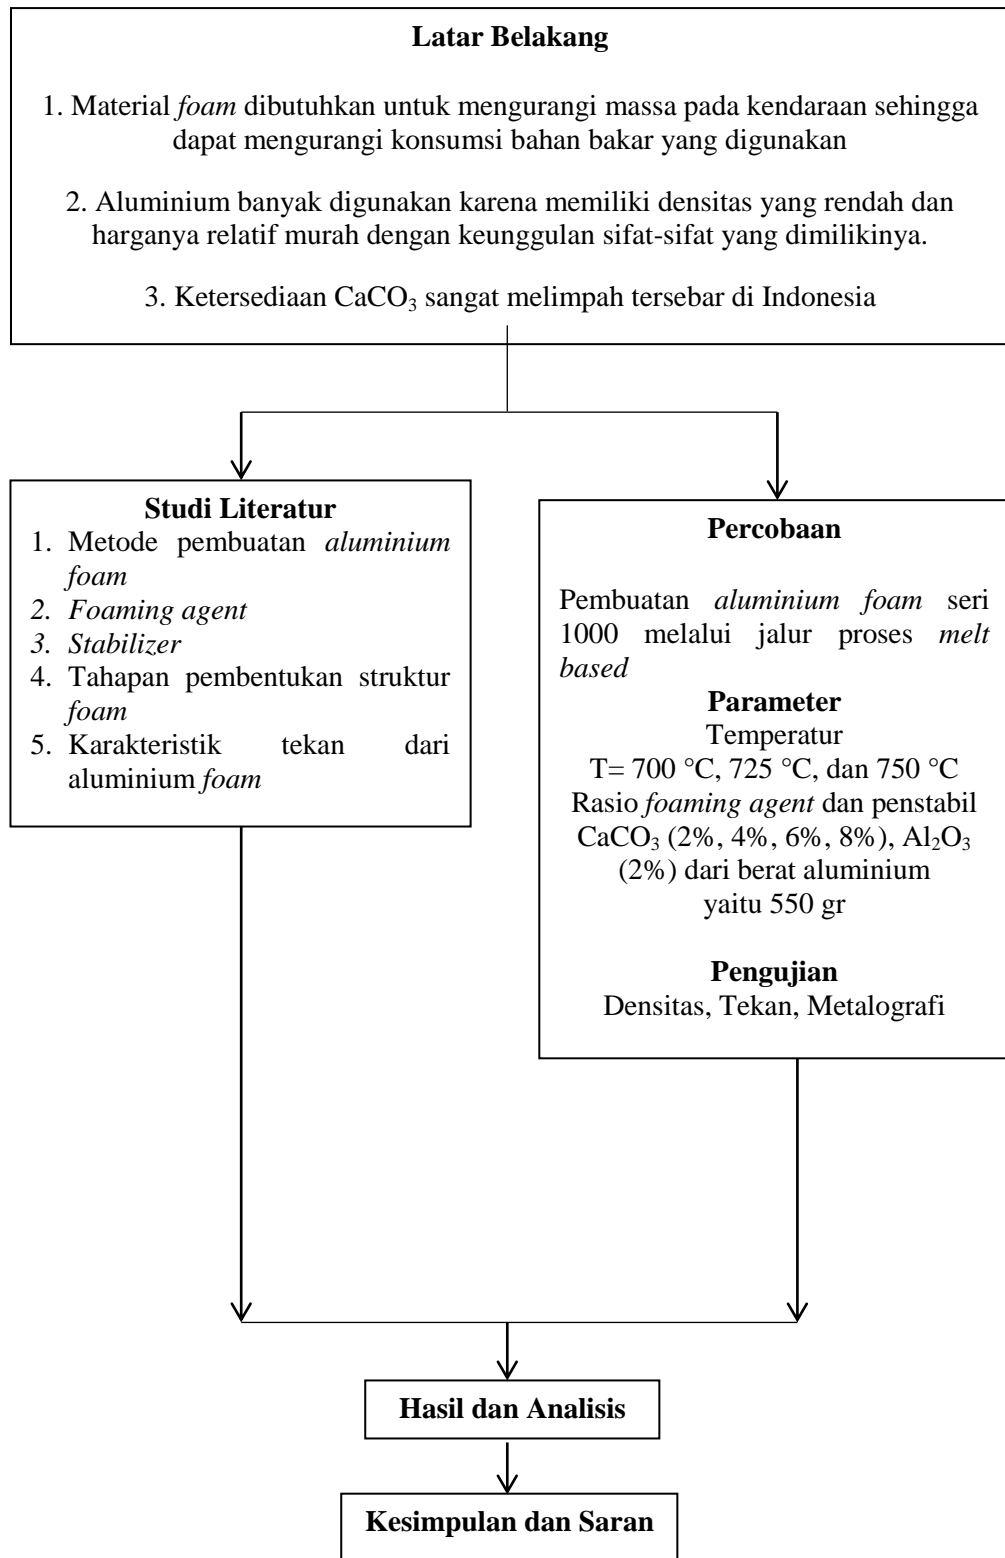 Latar Belakang
1. Material foam dibutuhkan untuk mengurangi massa pada kendaraan sehingga
dapat mengurangi konsumsi bahan bakar yang digunakan
2. Aluminium banyak digunakan karena memiliki densitas yang rendah dan
harganya relatif murah dengan keunggulan sifat-sifat yang dimilikinya.
3. Ketersediaan CaCO₃ sangat melimpah tersebar di Indonesia
Studi Literatur
1. Metode pembuatan aluminium
foam
2. Foaming agent
3. Stabilizer
4. Tahapan pembentukan struktur
foam
5. Karakteristik tekan dari
aluminium foam
Percobaan
Pembuatan aluminium foam seri
1000 melalui jalur proses melt
based
Parameter
Temperatur
T= 700 °C, 725 °C, dan 750 °C
Rasio foaming agent dan penstabil
CaCO₃ (2%, 4%, 6%, 8%), Al₂O₃
(2%) dari berat aluminium
yaitu 550 gr
Pengujian
Densitas, Tekan, Metalografi
Hasil dan Analisis
Kesimpulan dan Saran